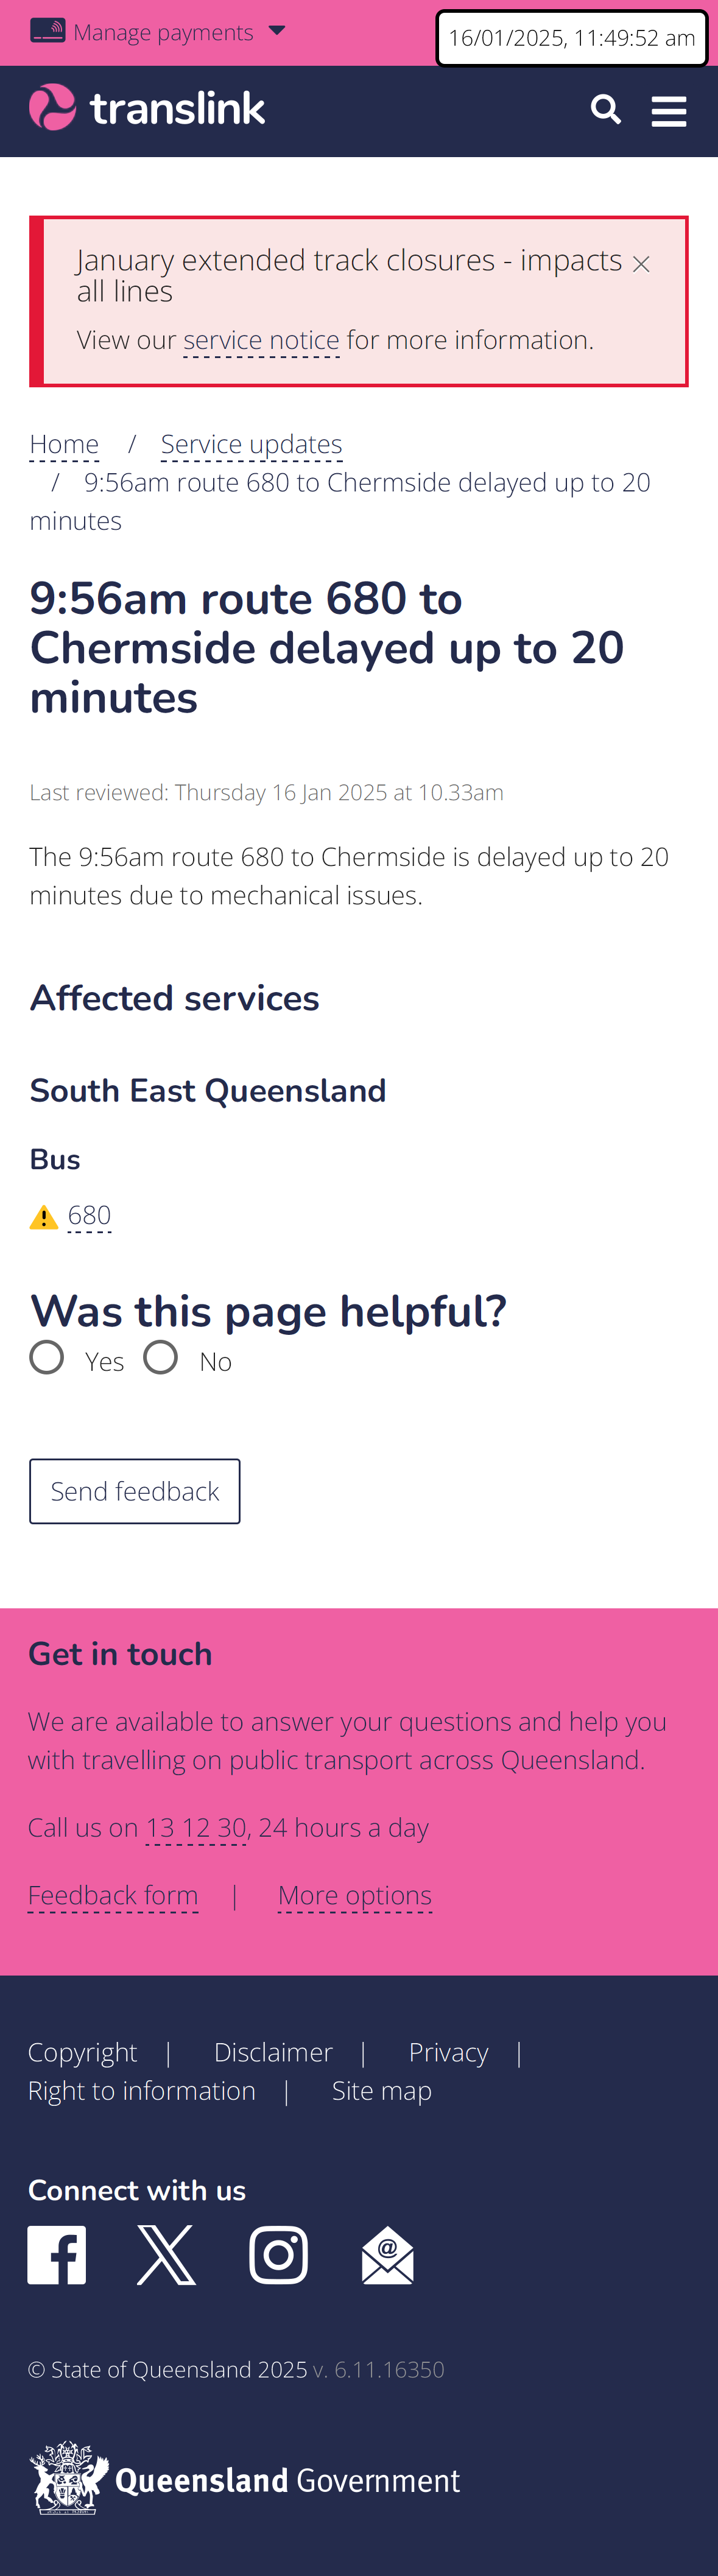 Manage payments
16/01/2025, 11:49:52 am
translink
January extended track closures - impacts
all lines
View our service notice for more information.
Home / Service updates
/ 9:56am route 680 to Chermside delayed up to 20
minutes
9:56am route 680 to
Chermside delayed up to 20
minutes
Last reviewed: Thursday 16 Jan 2025 at 10.33am
The 9:56am route 680 to Chermside is delayed up to 20
minutes due to mechanical issues.
Affected services
South East Queensland
Bus
680
Was this page helpful?
Yes No
Send feedback
Get in touch
We are available to answer your questions and help you
with travelling on public transport across Queensland.
Call us on 13 12 30, 24 hours a day
Feedback form | More options
Copyright | Disclaimer | Privacy |
Right to information | Site map
Connect with us
© State of Queensland 2025 v. 6.11.16350
Queensland Government